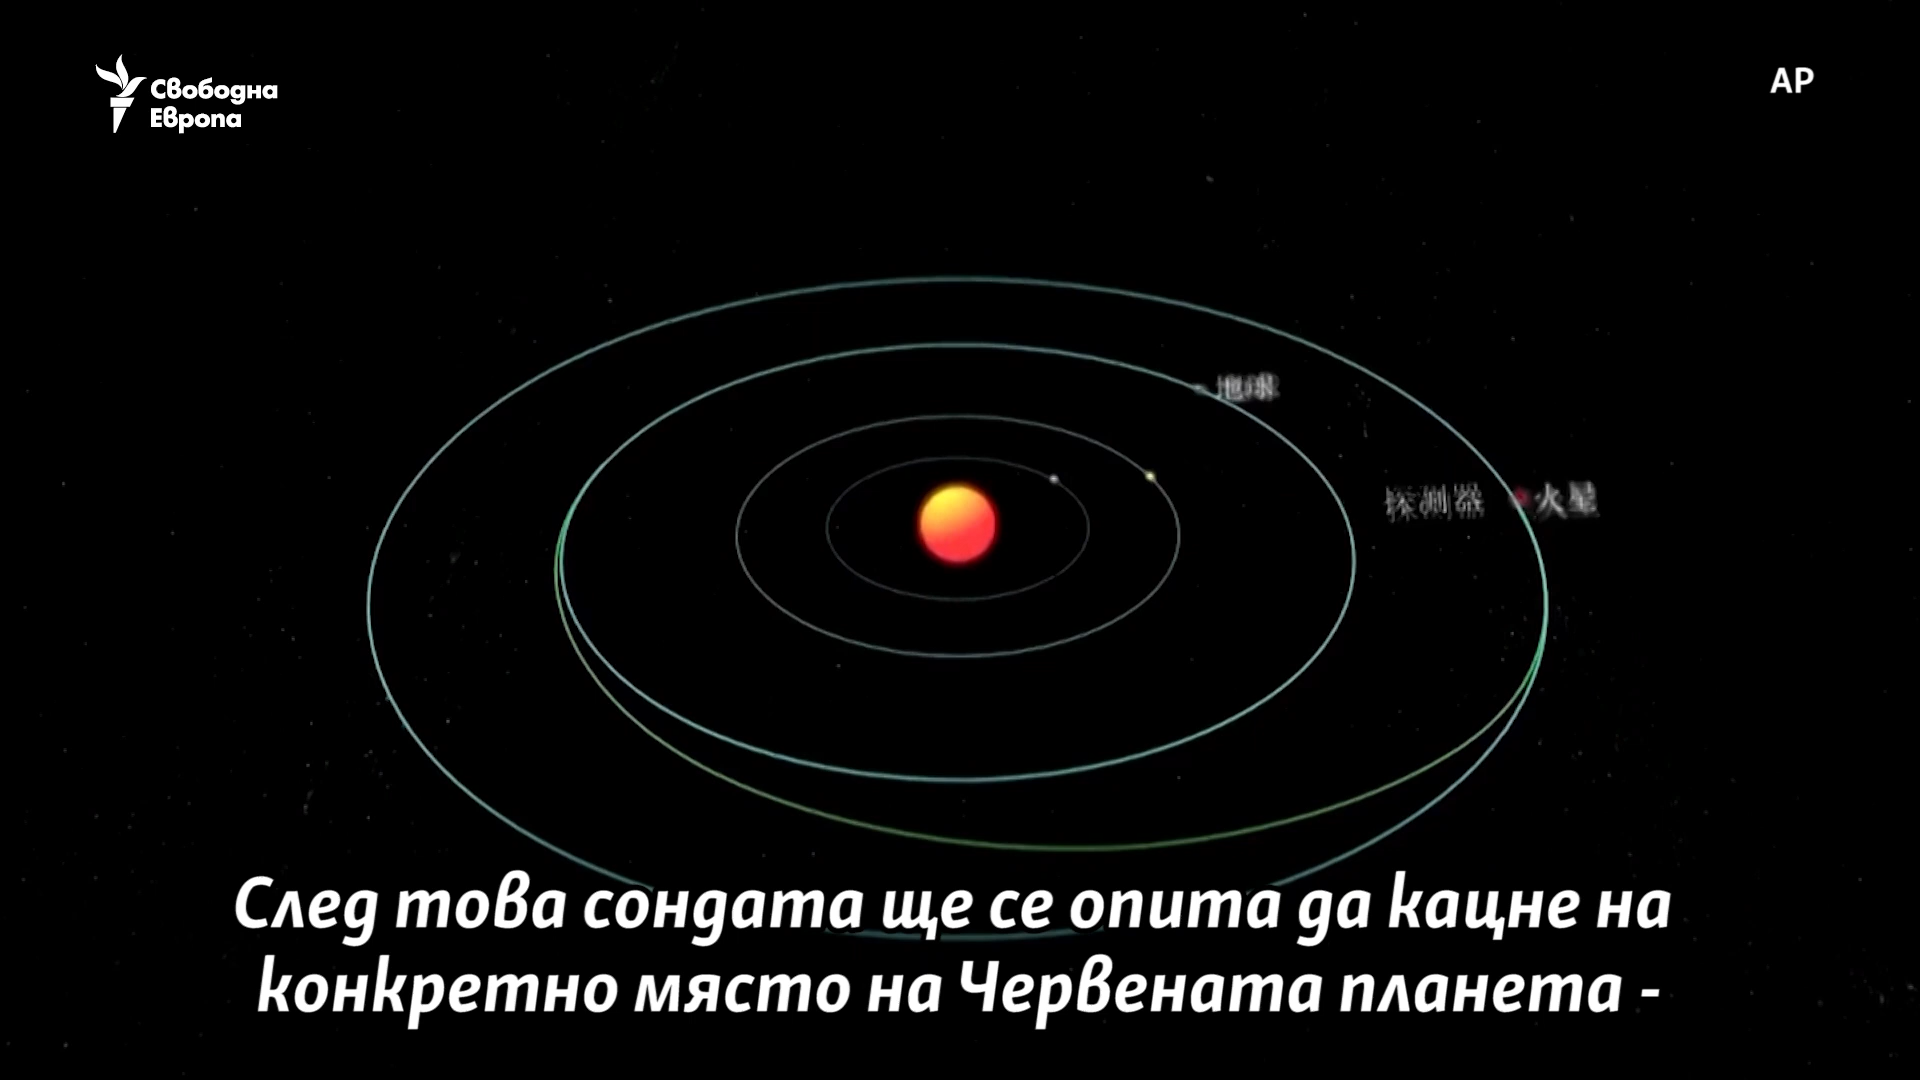 Свободна
Европа
AP
地球
探测器
火星
След това сондата ще се опита да кацне на
конкретно място на Червената планета -